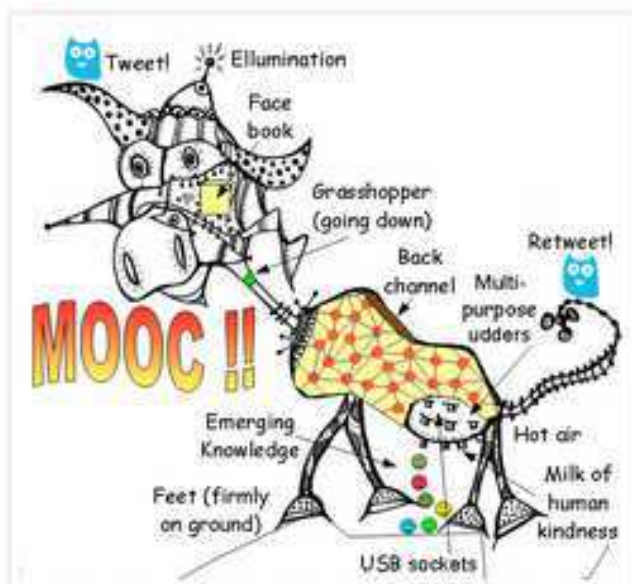 Tweet!
Ellumination
Face
book
Grasshopper
(going down)
Retweet!
Back
channel
Multi-
purpose
udders
MOOC !!
Emerging
Knowledge
Hot air
Feet (firmly
on ground)
Milk of
human
kindness
USB sockets